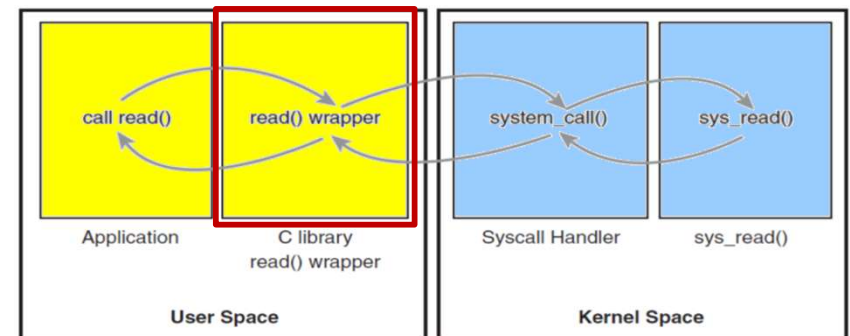 call read()
read() wrapper
system_call()
sys_read()
Application
C library
read() wrapper
Syscall Handler
sys_read()
User Space
Kernel Space